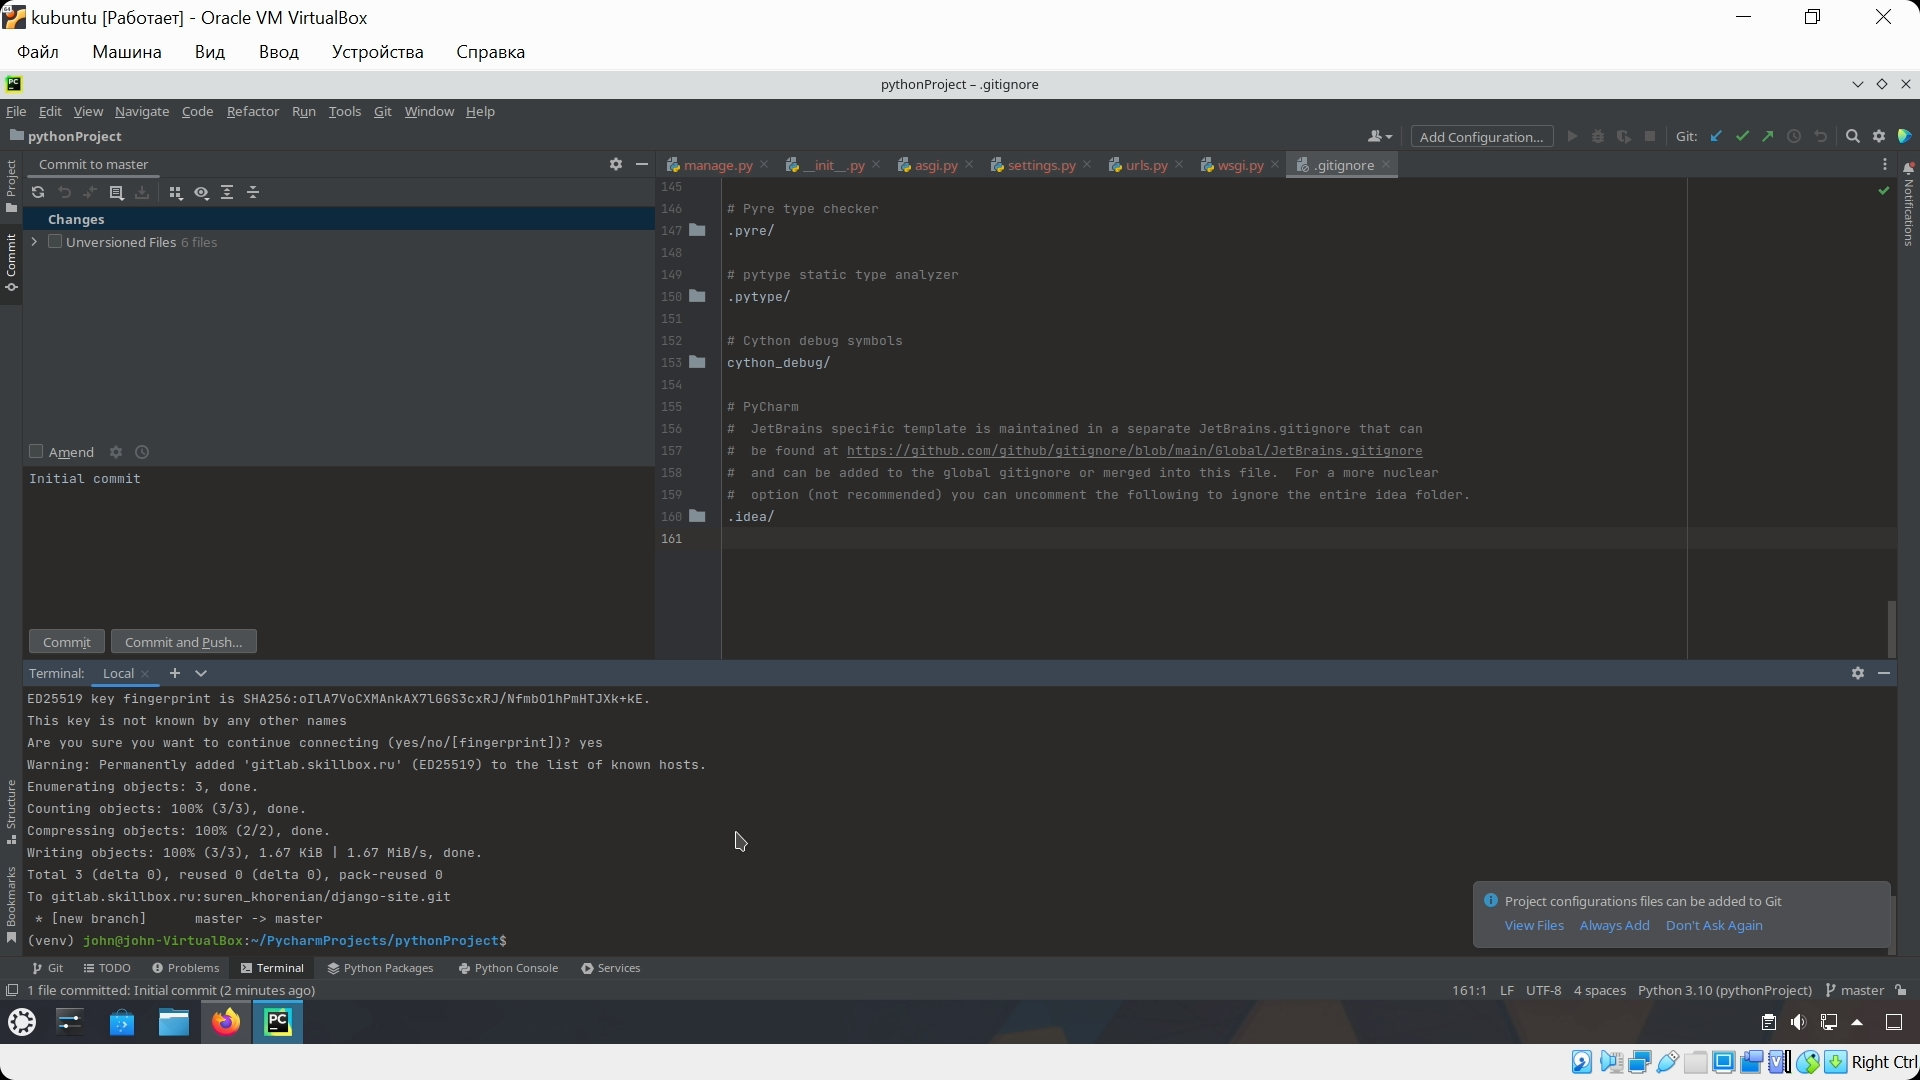 kubuntu [Работает] - Oracle VM VirtualBox
Файл Машина Вид Ввод Устройства Справка
pythonProject – .gitignore
File Edit View Navigate Code Refactor Run Tools Git Window Help
pythonProject
Add Configuration...
Git:
Project
Commit to master
manage.py
__init__.py
asgi.py
settings.py
urls.py
wsgi.py
.gitignore
Notifications
Commit
Changes
Unversioned Files 6 files
Amend
Initial commit
Commit
Commit and Push...
145
146 # Pyre type checker
147 .pyre/
148
149 # pytype static type analyzer
150 .pytype/
151
152 # Cython debug symbols
153 cython_debug/
154
155 # PyCharm
156 #  JetBrains specific template is maintained in a separate JetBrains.gitignore that can
157 #  be found at https://github.com/github/gitignore/blob/main/Global/JetBrains.gitignore
158 #  and can be added to the global gitignore or merged into this file.  For a more nuclear
159 #  option (not recommended) you can uncomment the following to ignore the entire idea folder.
160 .idea/
161
Terminal: Local
ED25519 key fingerprint is SHA256:oIlA7VoCXMAnkAX7lGGS3cxRJ/NfmbO1hPmHTJXk+kE.
This key is not known by any other names
Are you sure you want to continue connecting (yes/no/[fingerprint])? yes
Warning: Permanently added 'gitlab.skillbox.ru' (ED25519) to the list of known hosts.
Enumerating objects: 3, done.
Counting objects: 100% (3/3), done.
Compressing objects: 100% (2/2), done.
Writing objects: 100% (3/3), 1.67 KiB | 1.67 MiB/s, done.
Total 3 (delta 0), reused 0 (delta 0), pack-reused 0
To gitlab.skillbox.ru:suren_khorenian/django-site.git
 * [new branch]      master -> master
(venv) john@john-VirtualBox:~/PycharmProjects/pythonProject$
Structure
Bookmarks
Project configurations files can be added to Git
View Files Always Add Don't Ask Again
Git TODO Problems Terminal Python Packages Python Console Services
1 file committed: Initial commit (2 minutes ago)
161:1 LF UTF-8 4 spaces Python 3.10 (pythonProject) master
PC
Right Ctrl